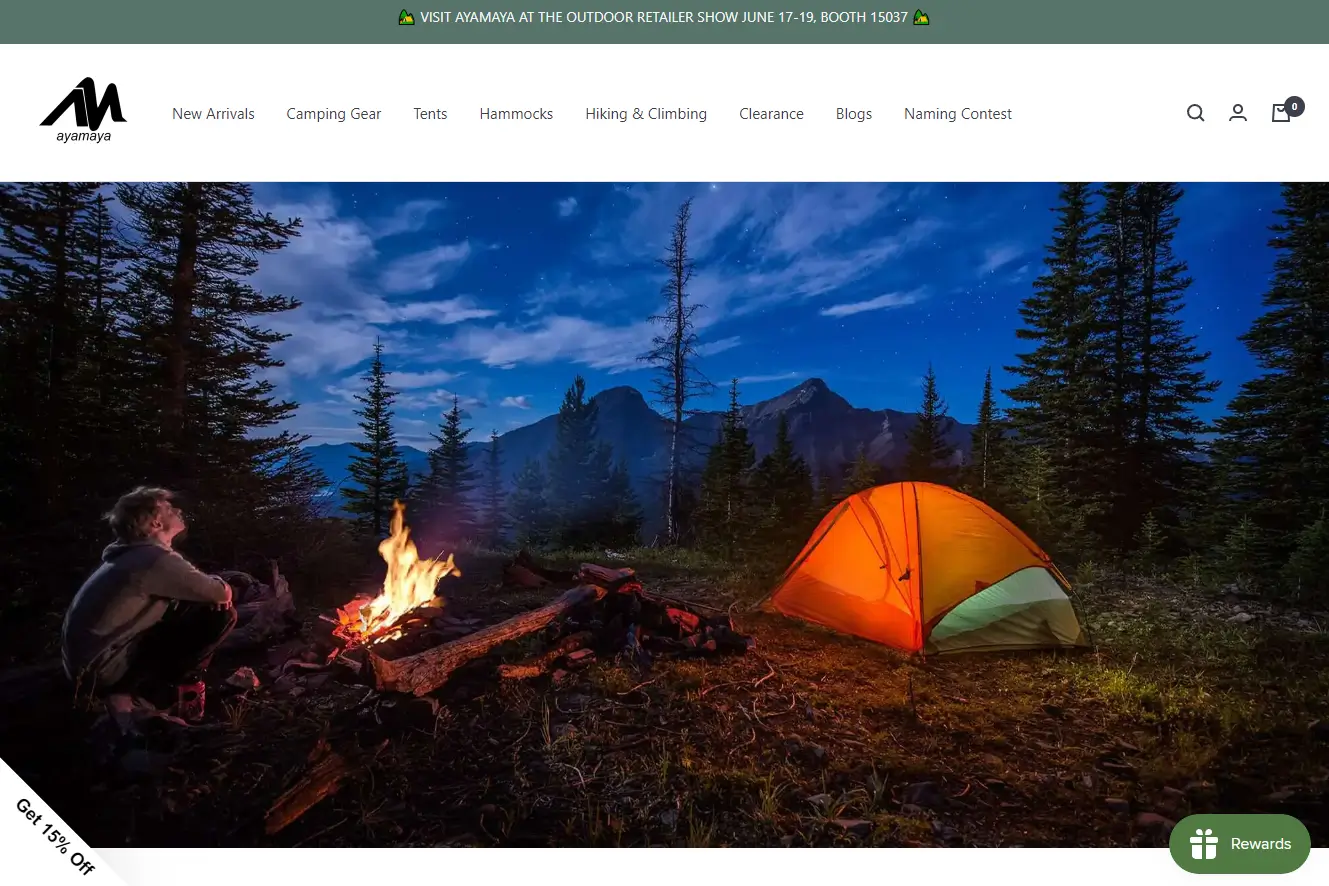 VISIT AYAMAYA AT THE OUTDOOR RETAILER SHOW JUNE 17-19, BOOTH 15037
ayamaya
New Arrivals
Camping Gear
Tents
Hammocks
Hiking & Climbing
Clearance
Blogs
Naming Contest
0
Get 15% Off
Rewards